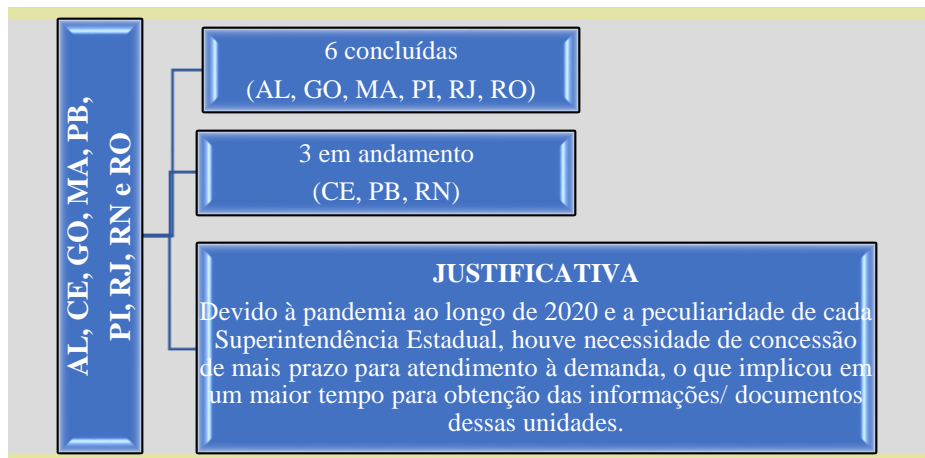 AL, CE, GO, MA, PB,
PI, RJ, RN e RO
6 concluídas
(AL, GO, MA, PI, RJ, RO)
3 em andamento
(CE, PB, RN)
JUSTIFICATIVA
Devido à pandemia ao longo de 2020 e a peculiaridade de cada
Superintendência Estadual, houve necessidade de concessão
de mais prazo para atendimento à demanda, o que implicou em
um maior tempo para obtenção das informações/ documentos
dessas unidades.